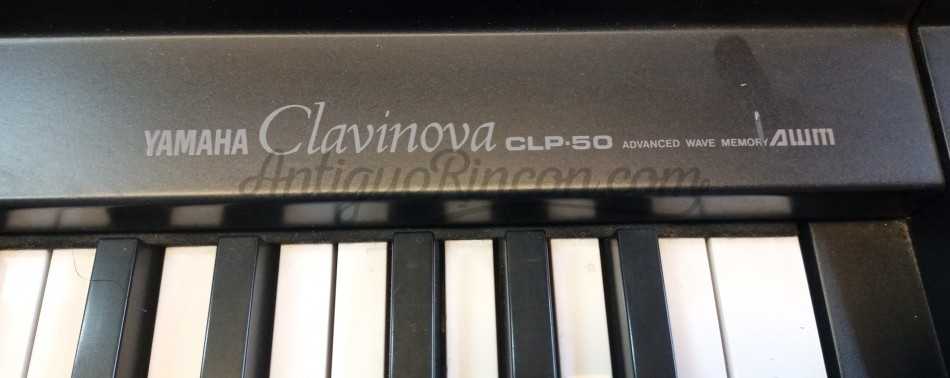 YAMAHA Clavinova CLP·50 ADVANCED WAVE MEMORY AWM
AntiguoRincon.com